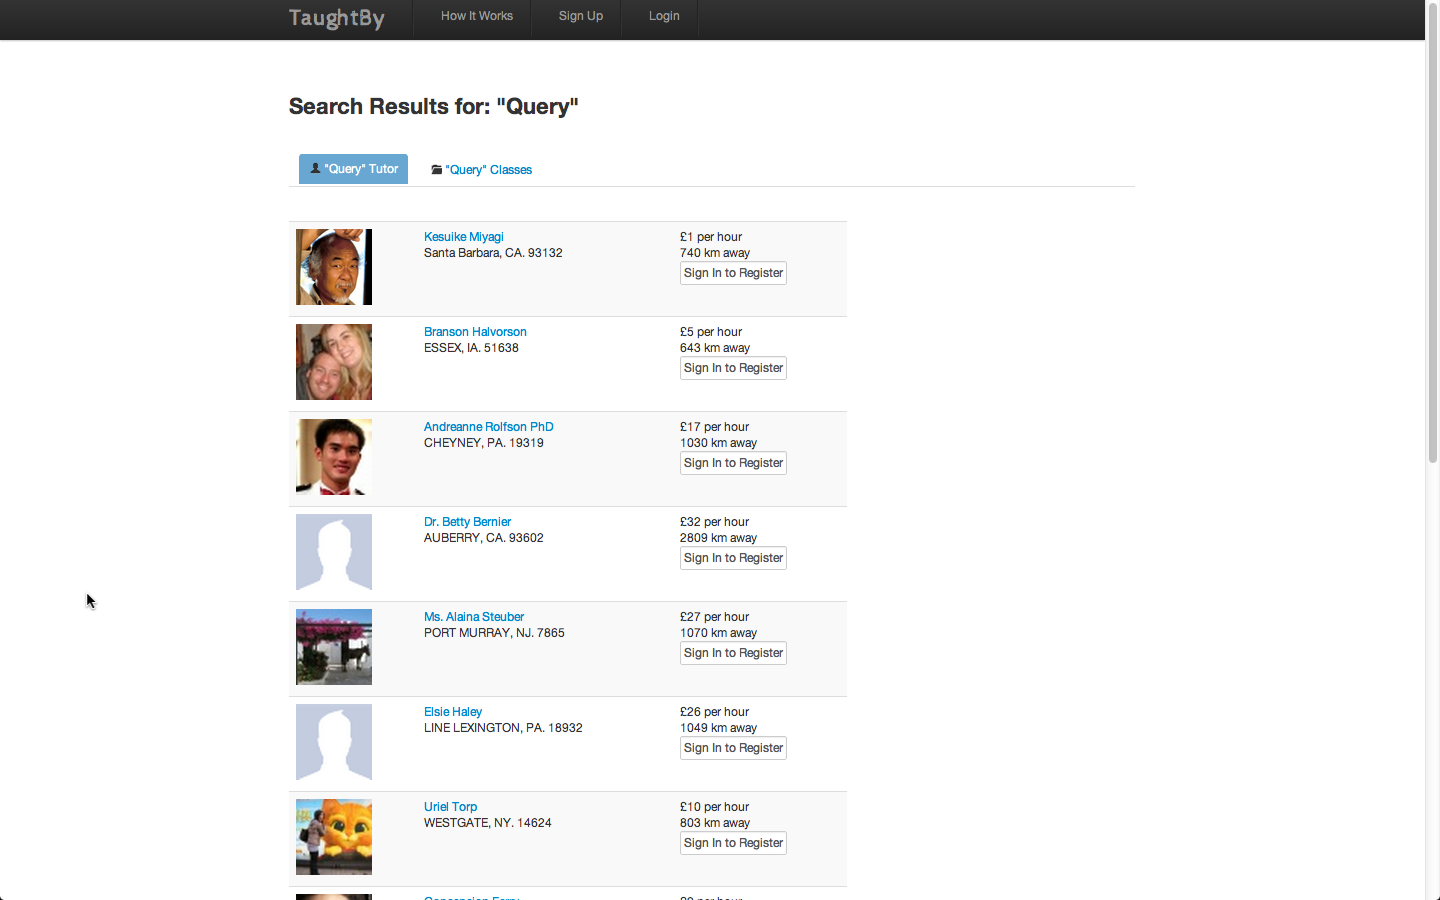 TaughtBy How It Works Sign Up Login
Search Results for: "Query"
"Query" Tutor "Query" Classes
Kesuike Miyagi £1 per hour
Santa Barbara, CA. 93132 740 km away
Sign In to Register
Branson Halvorson £5 per hour
ESSEX, IA. 51638 643 km away
Sign In to Register
Andreanne Rolfson PhD £17 per hour
CHEYNEY, PA. 19319 1030 km away
Sign In to Register
Dr. Betty Bernier £32 per hour
AUBERRY, CA. 93602 2809 km away
Sign In to Register
Ms. Alaina Steuber £27 per hour
PORT MURRAY, NJ. 7865 1070 km away
Sign In to Register
Elsie Haley £26 per hour
LINE LEXINGTON, PA. 18932 1049 km away
Sign In to Register
Uriel Torp £10 per hour
WESTGATE, NY. 14624 803 km away
Sign In to Register